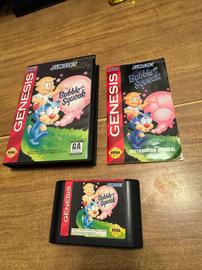 GENESIS
SUNSOFT
Bubble
and
Squeak
GA
SEGA
GENESIS
SUNSOFT
Bubble
and
Squeak
SEGA
INSTRUCTION MANUAL
GENESIS
Bubble
and
Squeak
SEGA